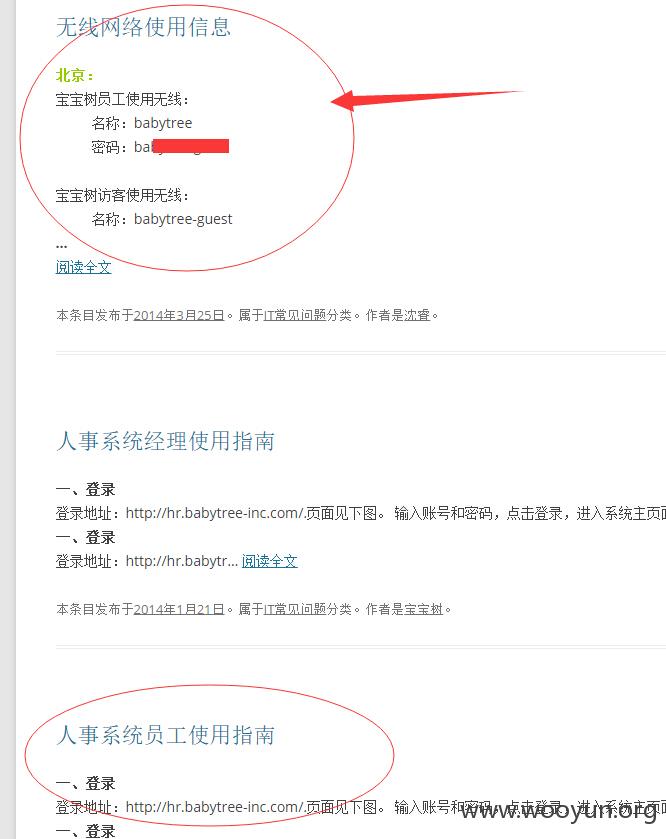 无线网络使用信息
北京：
宝宝树员工使用无线：
名称：babytree
密码：
宝宝树访客使用无线：
名称：babytree-guest
...
阅读全文
本条目发布于2014年3月25日。属于IT常见问题分类。作者是沈睿。
人事系统经理使用指南
一、登录
登录地址：http://hr.babytree-inc.com/.页面见下图。 输入账号和密码，点击登录，进入系统主页面
一、登录
登录地址：http://hr.babytr... 阅读全文
本条目发布于2014年1月21日。属于IT常见问题分类。作者是宝宝树。
人事系统员工使用指南
一、登录
登录地址：http://hr.babytree-inc.com/.页面见下图。 输入账号和密码，点击登录，进入系统主页面
一、登录
www.wooyun.org